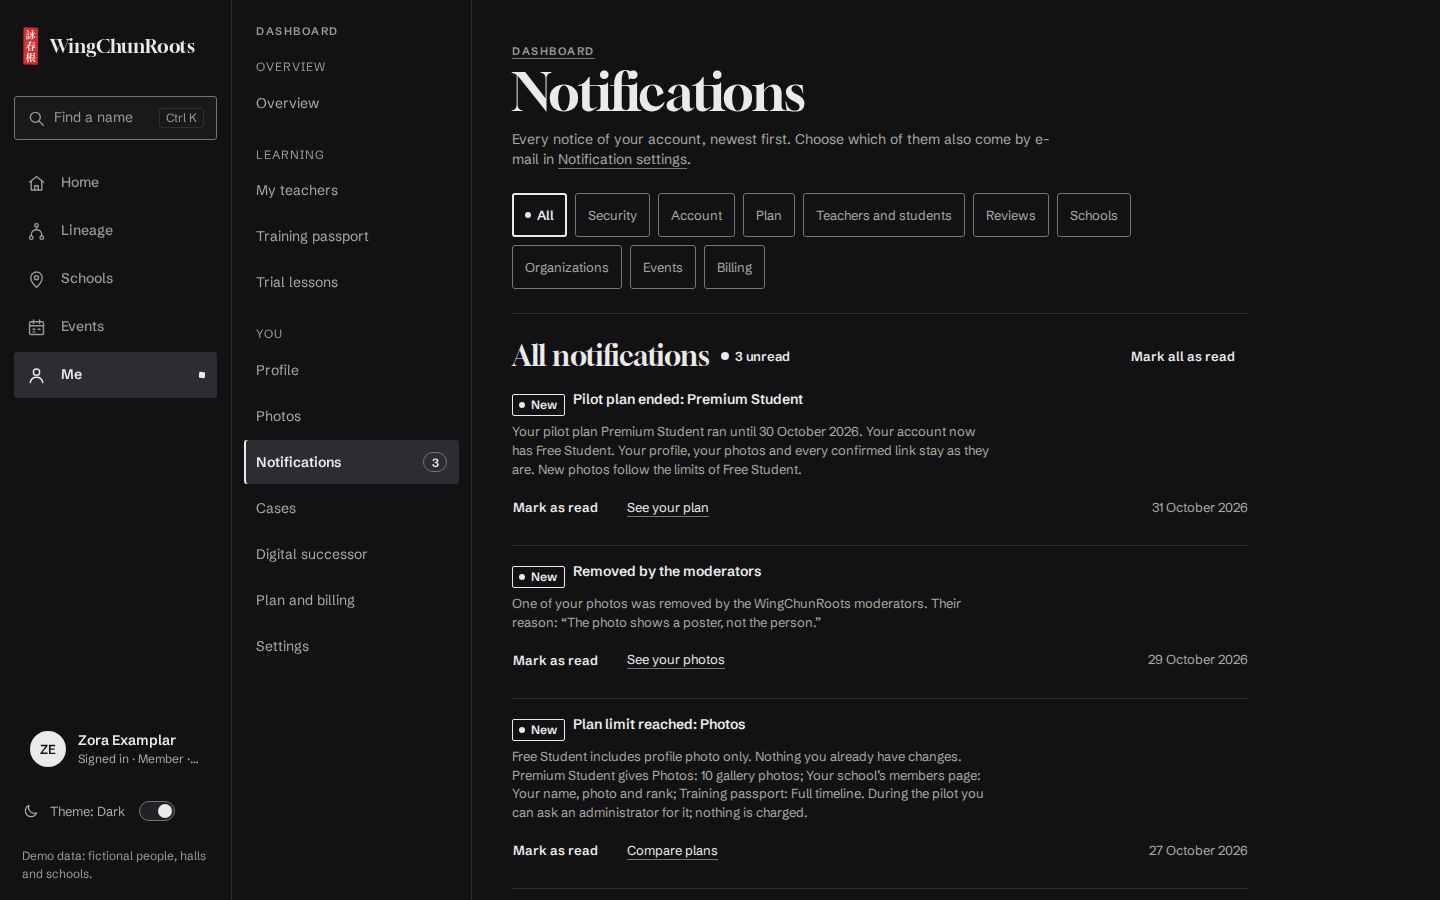 詠春根
WingChunRoots
Find a name
Ctrl K
Home
Lineage
Schools
Events
Me
ZE
Zora Examplar
Signed in · Member ·…
Theme: Dark
Demo data: fictional people, halls
and schools.
DASHBOARD
OVERVIEW
Overview
LEARNING
My teachers
Training passport
Trial lessons
YOU
Profile
Photos
Notifications 3
Cases
Digital successor
Plan and billing
Settings
DASHBOARD
Notifications
Every notice of your account, newest first. Choose which of them also come by e-
mail in Notification settings.
All Security Account Plan Teachers and students Reviews Schools
Organizations Events Billing
All notifications 3 unread Mark all as read
New Pilot plan ended: Premium Student
Your pilot plan Premium Student ran until 30 October 2026. Your account now
has Free Student. Your profile, your photos and every confirmed link stay as they
are. New photos follow the limits of Free Student.
Mark as read See your plan 31 October 2026
New Removed by the moderators
One of your photos was removed by the WingChunRoots moderators. Their
reason: “The photo shows a poster, not the person.”
Mark as read See your photos 29 October 2026
New Plan limit reached: Photos
Free Student includes profile photo only. Nothing you already have changes.
Premium Student gives Photos: 10 gallery photos; Your school’s members page:
Your name, photo and rank; Training passport: Full timeline. During the pilot you
can ask an administrator for it; nothing is charged.
Mark as read Compare plans 27 October 2026